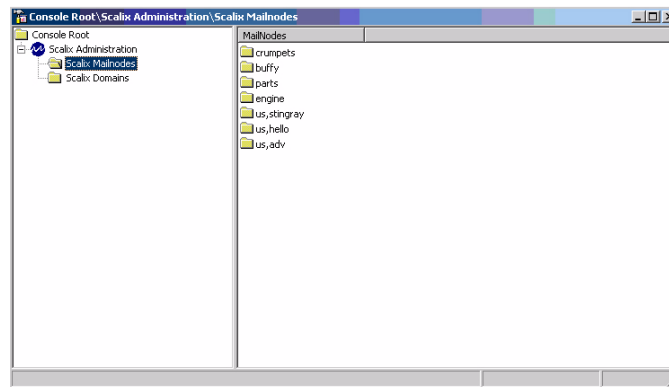 Console Root\Scalix Administration\Scalix Mailnodes
Console Root
Scalix Administration
Scalix Mailnodes
Scalix Domains
MailNodes
crumpets
buffy
parts
engine
us,stingray
us,hello
us,adv